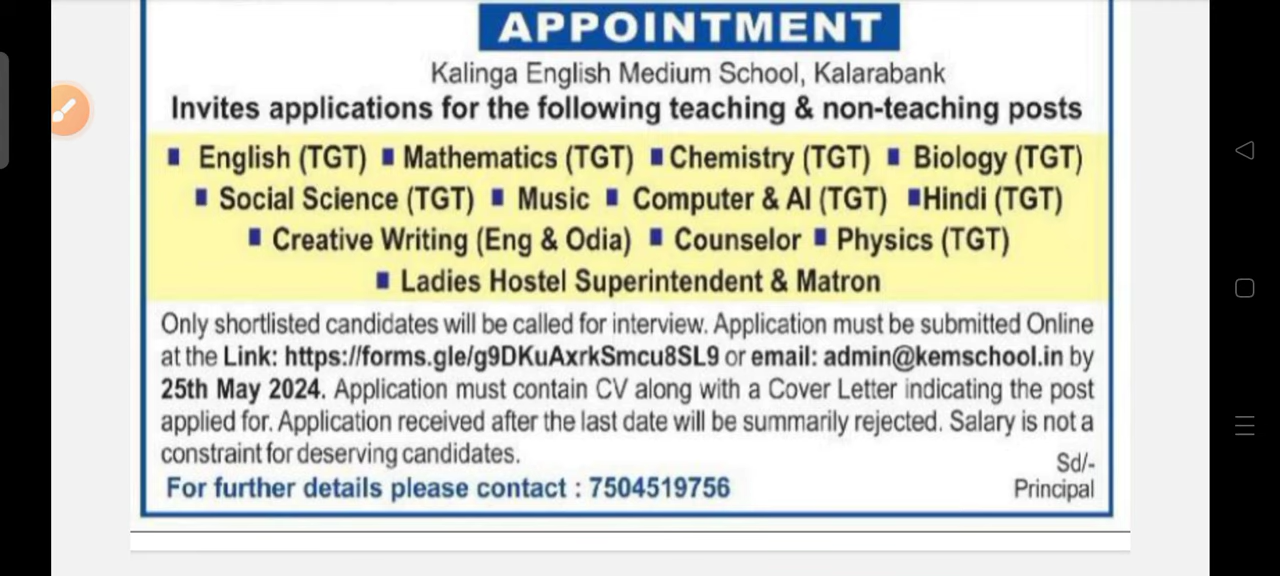 APPOINTMENT
Kalinga English Medium School, Kalarabank
Invites applications for the following teaching & non-teaching posts
■ English (TGT) ■ Mathematics (TGT) ■ Chemistry (TGT) ■ Biology (TGT)
■ Social Science (TGT) ■ Music ■ Computer & AI (TGT) ■ Hindi (TGT)
■ Creative Writing (Eng & Odia) ■ Counselor ■ Physics (TGT)
■ Ladies Hostel Superintendent & Matron
Only shortlisted candidates will be called for interview. Application must be submitted Online
at the Link: https://forms.gle/g9DKuAxrkSmcu8SL9 or email: admin@kemschool.in by
25th May 2024. Application must contain CV along with a Cover Letter indicating the post
applied for. Application received after the last date will be summarily rejected. Salary is not a
constraint for deserving candidates.
Sd/-
For further details please contact : 7504519756
Principal